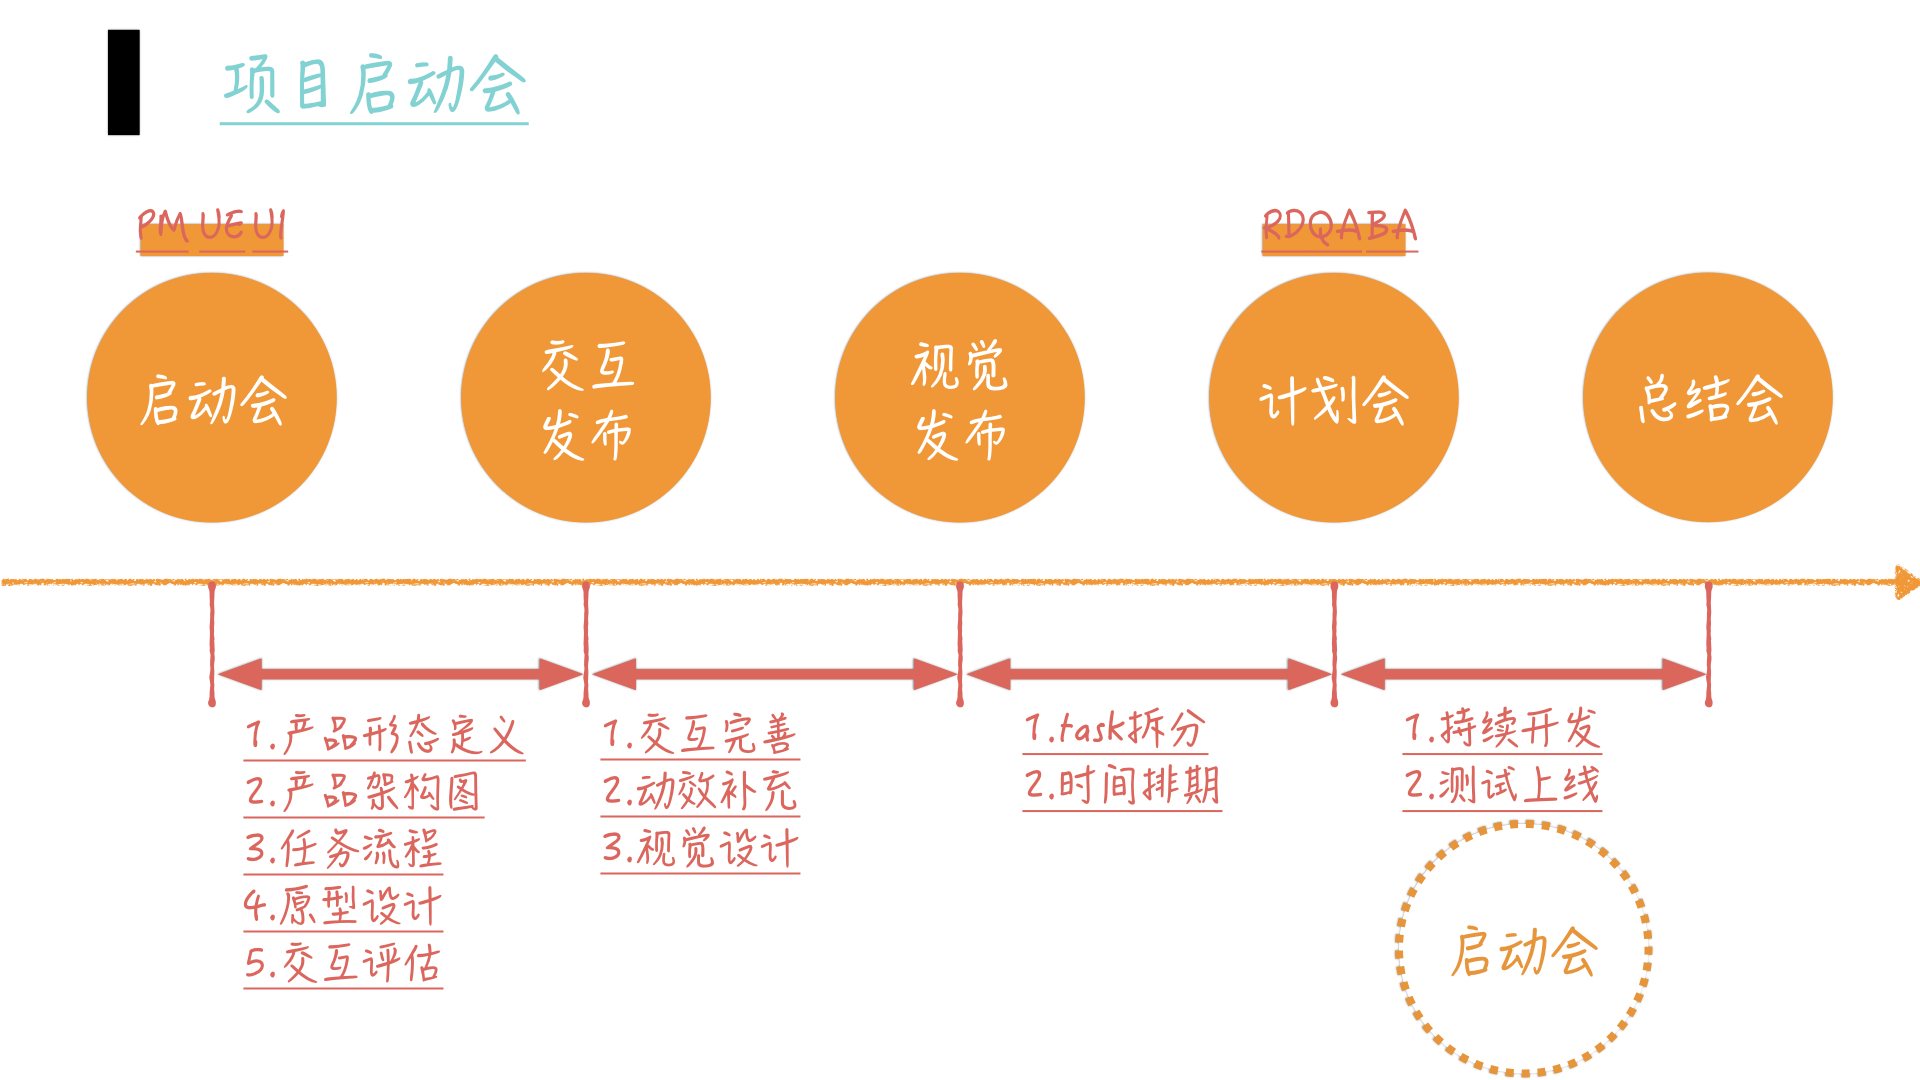 项目启动会
PM UE UI
RDQABA
启动会
交互
发布
视觉
发布
计划会
总结会
1.产品形态定义
2.产品架构图
3.任务流程
4.原型设计
5.交互评估
1.交互完善
2.动效补充
3.视觉设计
1.task拆分
2.时间排期
1.持续开发
2.测试上线
启动会